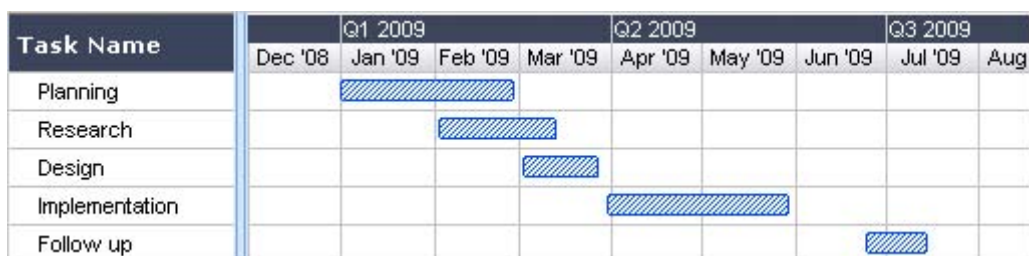 Task Name
Q1 2009 Q2 2009 Q3 2009
Dec '08 Jan '09 Feb '09 Mar '09 Apr '09 May '09 Jun '09 Jul '09 Aug
Planning
Research
Design
Implementation
Follow up